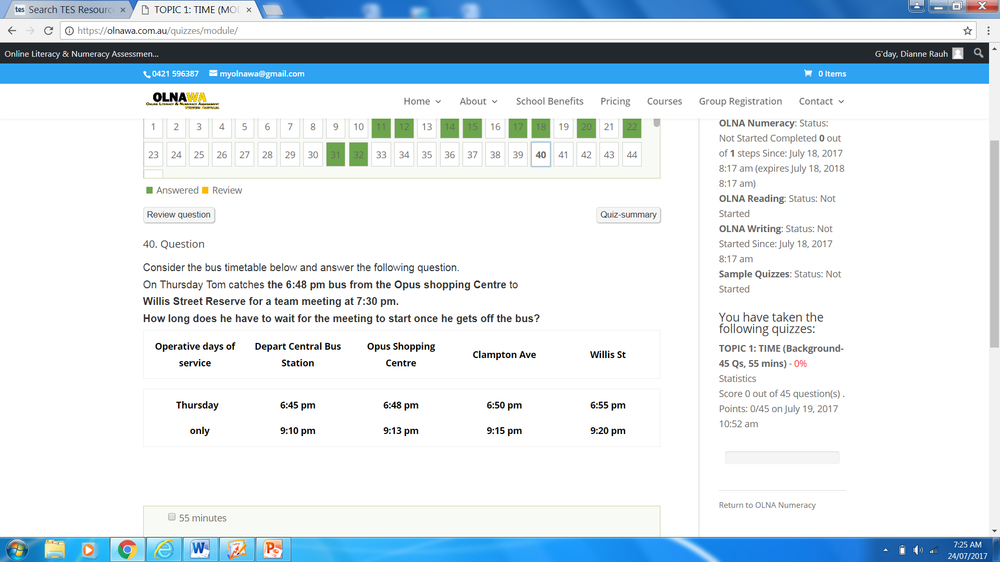 tes Search TES Resourc
TOPIC 1: TIME (MOD
https://olnawa.com.au/quizzes/module/
Online Literacy & Numeracy Assessmen...
G'day, Dianne Rauh
0421 596387 myolnawa@gmail.com
0 Items
OLNAWA
Online Literacy & Numeracy Assessment
Western Australia
Home About School Benefits Pricing Courses Group Registration Contact
1 2 3 4 5 6 7 8 9 10 11 12 13 14 15 16 17 18 19 20 21 22
23 24 25 26 27 28 29 30 31 32 33 34 35 36 37 38 39 40 41 42 43 44
Answered Review
Review question
Quiz-summary
40. Question
Consider the bus timetable below and answer the following question.
On Thursday Tom catches the 6:48 pm bus from the Opus shopping Centre to
Willis Street Reserve for a team meeting at 7:30 pm.
How long does he have to wait for the meeting to start once he gets off the bus?
Operative days of service Depart Central Bus Station Opus Shopping Centre Clampton Ave Willis St
Thursday 6:45 pm 6:48 pm 6:50 pm 6:55 pm
only 9:10 pm 9:13 pm 9:15 pm 9:20 pm
55 minutes
OLNA Numeracy: Status:
Not Started Completed 0 out
of 1 steps Since: July 18, 2017
8:17 am (expires July 18, 2018
8:17 am)
OLNA Reading: Status: Not
Started
OLNA Writing: Status: Not
Started Since: July 18, 2017
8:17 am
Sample Quizzes: Status: Not
Started
You have taken the
following quizzes:
TOPIC 1: TIME (Background-
45 Qs, 55 mins) - 0%
Statistics
Score 0 out of 45 question(s) .
Points: 0/45 on July 19, 2017
10:52 am
Return to OLNA Numeracy
7:25 AM
24/07/2017